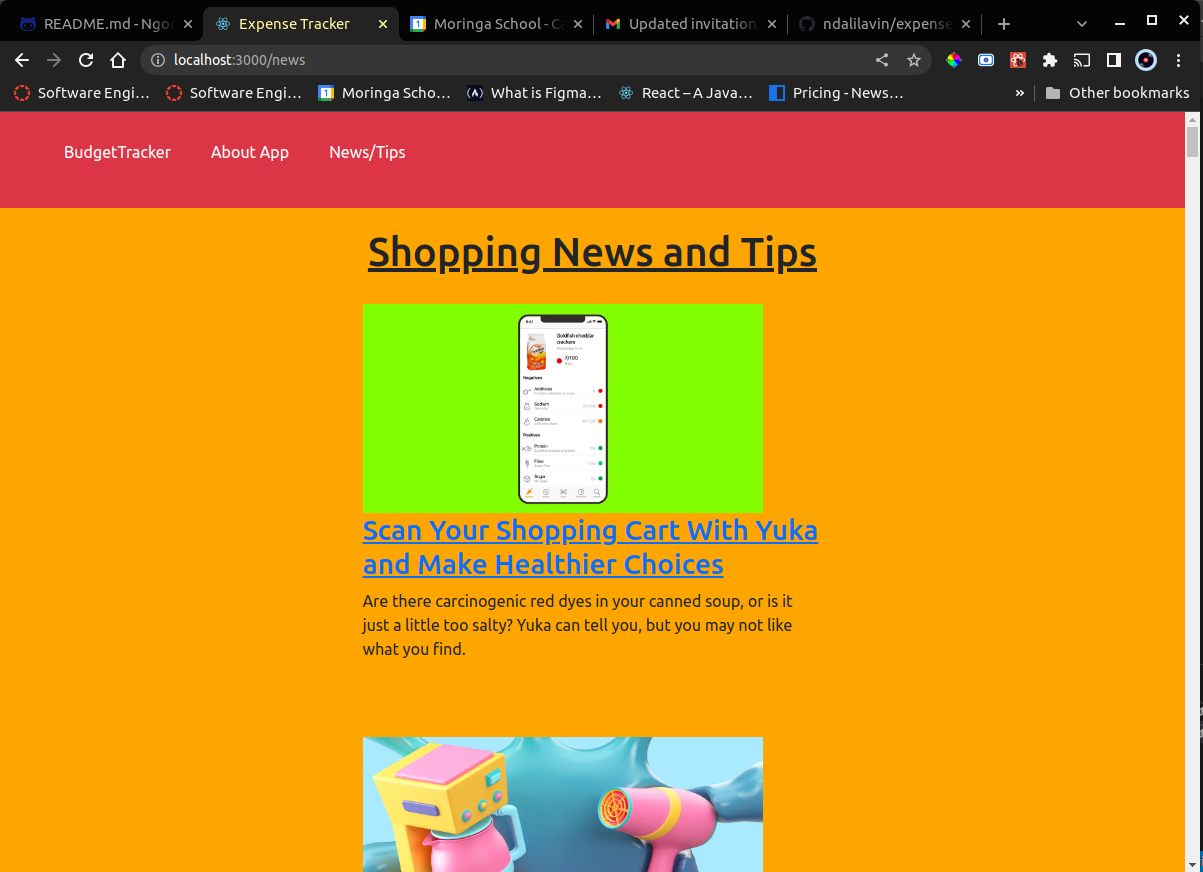 README.md - Ngo
Expense Tracker
Moringa School - Ca
Updated invitation
ndalilavin/expense
localhost:3000/news
Software Engi…
Software Engi…
Moringa Scho…
What is Figma…
React – A Java…
Pricing - News…
»
Other bookmarks
BudgetTracker
About App
News/Tips
Shopping News and Tips
Goldfish cheddar
crackers
7/100
Negatives
Additives
Sodium
Calories
Positives
Protein
Fiber
Sugar
Scan Your Shopping Cart With Yuka
and Make Healthier Choices
Are there carcinogenic red dyes in your canned soup, or is it
just a little too salty? Yuka can tell you, but you may not like
what you find.